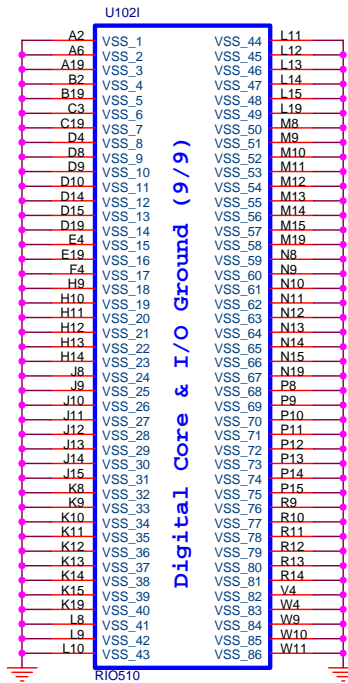 U102I
A2 VSS_1 VSS_44 L11
A6 VSS_2 VSS_45 L12
A19 VSS_3 VSS_46 L13
B2 VSS_4 VSS_47 L14
B19 VSS_5 VSS_48 L15
C3 VSS_6 VSS_49 L19
C19 VSS_7 VSS_50 M8
D4 VSS_8 VSS_51 M9
D8 VSS_9 VSS_52 M10
D9 VSS_10 VSS_53 M11
D10 VSS_11 VSS_54 M12
D14 VSS_12 VSS_55 M13
D15 VSS_13 VSS_56 M14
D19 VSS_14 VSS_57 M15
E4 VSS_15 VSS_58 M19
E19 VSS_16 VSS_59 N8
F4 VSS_17 VSS_60 N9
H9 VSS_18 VSS_61 N10
H10 VSS_19 VSS_62 N11
H11 VSS_20 VSS_63 N12
H12 VSS_21 VSS_64 N13
H13 VSS_22 VSS_65 N14
H14 VSS_23 VSS_66 N15
J8 VSS_24 VSS_67 N19
J9 VSS_25 VSS_68 P8
J10 VSS_26 VSS_69 P9
J11 VSS_27 VSS_70 P10
J12 VSS_28 VSS_71 P11
J13 VSS_29 VSS_72 P12
J14 VSS_30 VSS_73 P13
J15 VSS_31 VSS_74 P14
K8 VSS_32 VSS_75 P15
K9 VSS_33 VSS_76 R9
K10 VSS_34 VSS_77 R10
K11 VSS_35 VSS_78 R11
K12 VSS_36 VSS_79 R12
K13 VSS_37 VSS_80 R13
K14 VSS_38 VSS_81 R14
K15 VSS_39 VSS_82 V4
K19 VSS_40 VSS_83 W4
L8 VSS_41 VSS_84 W9
L9 VSS_42 VSS_85 W10
L10 VSS_43 VSS_86 W11
Digital Core & I/O Ground (9/9)
RIO510